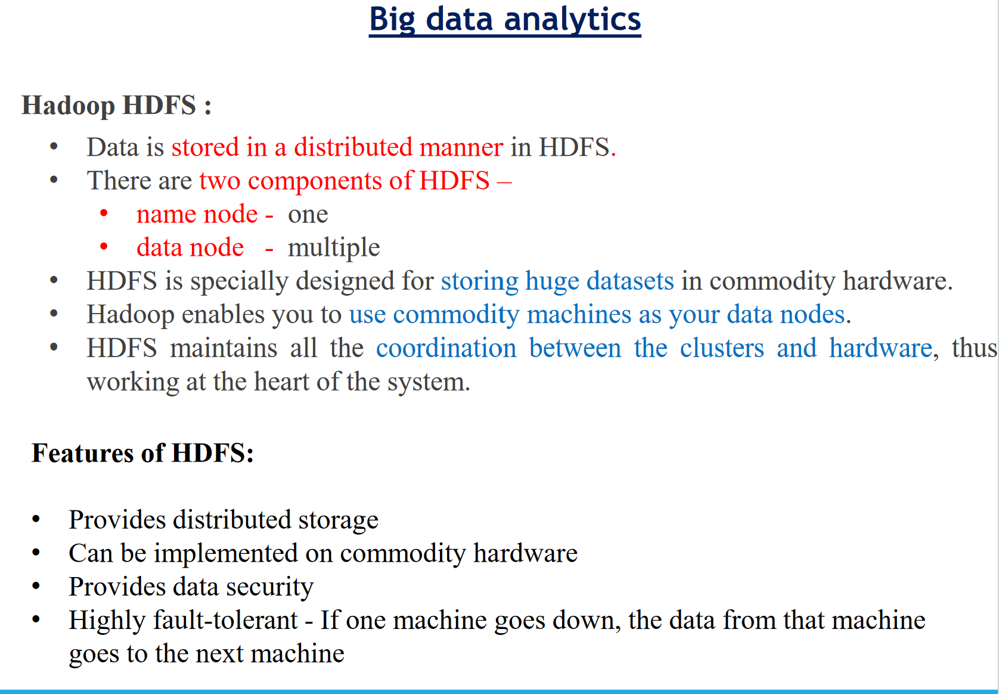 Big data analytics
Hadoop HDFS :
• Data is stored in a distributed manner in HDFS.
• There are two components of HDFS –
• name node - one
• data node - multiple
• HDFS is specially designed for storing huge datasets in commodity hardware.
• Hadoop enables you to use commodity machines as your data nodes.
• HDFS maintains all the coordination between the clusters and hardware, thus
working at the heart of the system.
Features of HDFS:
• Provides distributed storage
• Can be implemented on commodity hardware
• Provides data security
• Highly fault-tolerant - If one machine goes down, the data from that machine
goes to the next machine